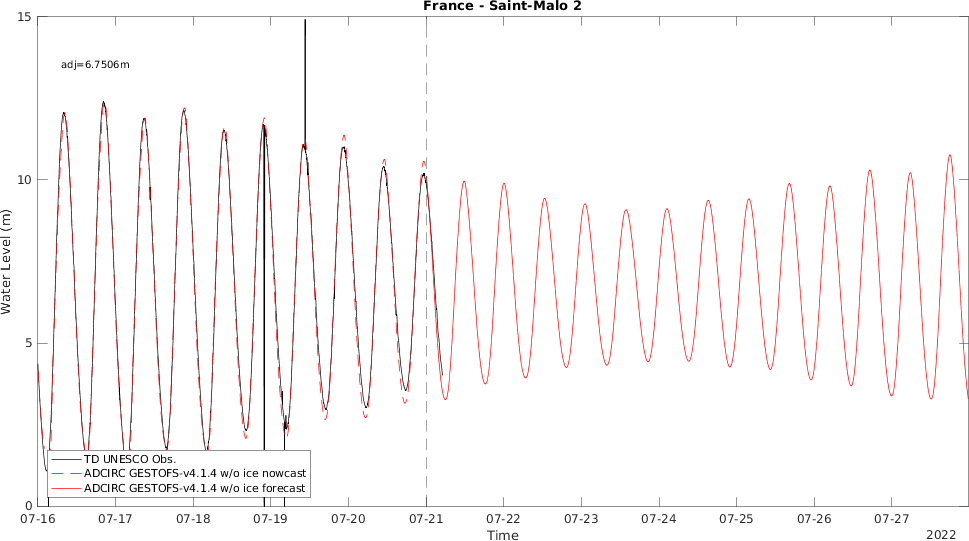 France - Saint-Malo 2
15
adj=6.7506m
10
Water Level (m)
5
TD UNESCO Obs.
ADCIRC GESTOFS-v4.1.4 w/o ice nowcast
ADCIRC GESTOFS-v4.1.4 w/o ice forecast
0
07-16 07-17 07-18 07-19 07-20 07-21 07-22 07-23 07-24 07-25 07-26 07-27
Time
2022